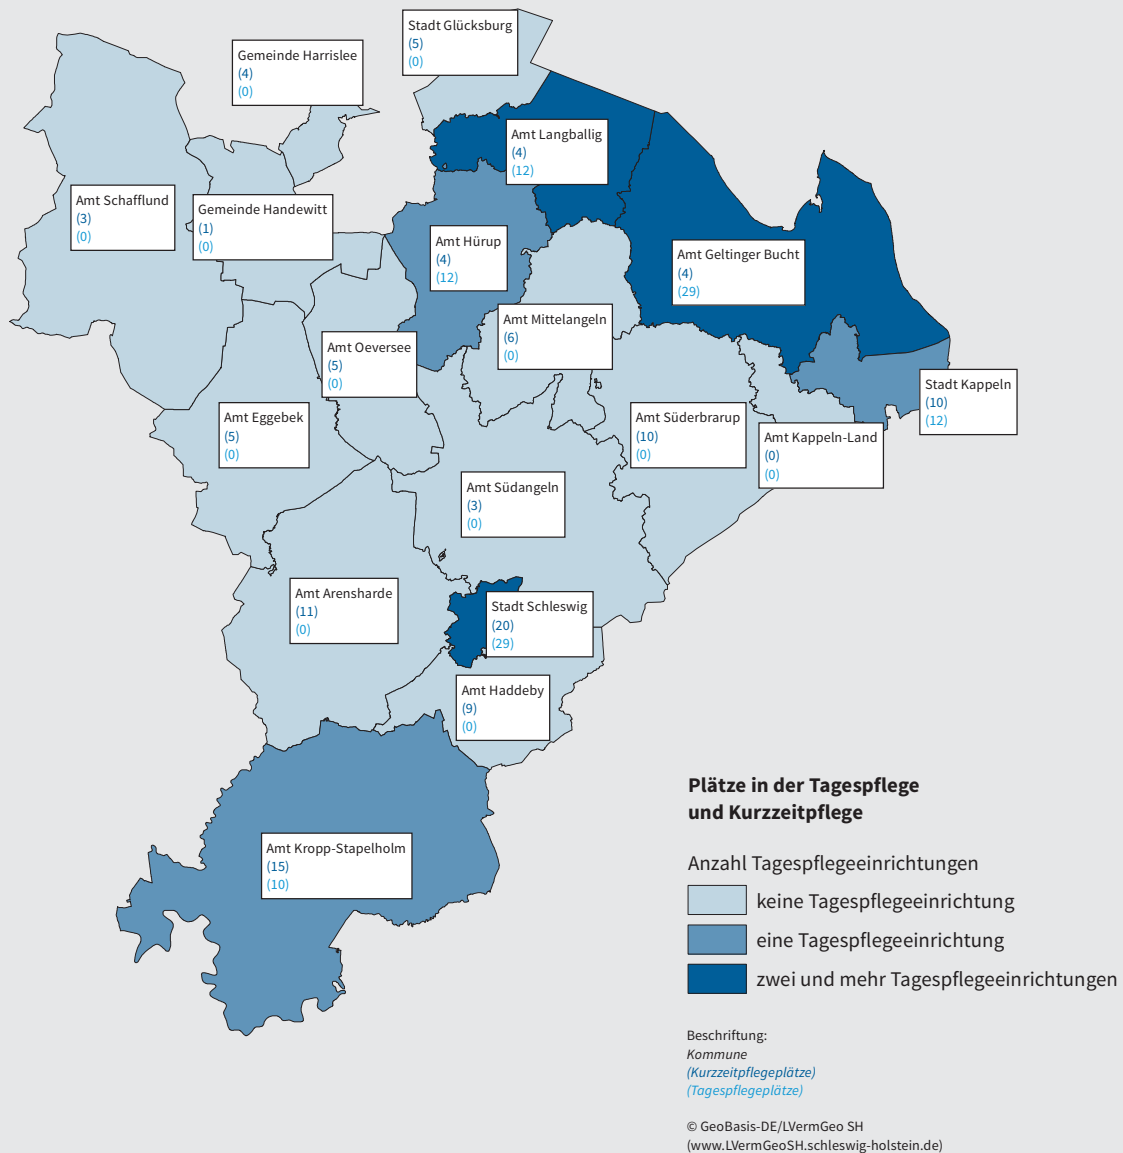 Stadt Glücksburg
(5)
(0)
Gemeinde Harrislee
(4)
(0)
Amt Langballig
(4)
(12)
Amt Schafflund
(3)
(0)
Gemeinde Handewitt
(1)
(0)
Amt Hürup
(4)
(12)
Amt Geltinger Bucht
(4)
(29)
Amt Mittelangeln
(6)
(0)
Amt Oeversee
(5)
(0)
Stadt Kappeln
(10)
(12)
Amt Eggebek
(5)
(0)
Amt Süderbrarup
(10)
(0)
Amt Kappeln-Land
(0)
(0)
Amt Südangeln
(3)
(0)
Amt Arensharde
(11)
(0)
Stadt Schleswig
(20)
(29)
Amt Haddeby
(9)
(0)
Amt Kropp-Stapelholm
(15)
(10)
Plätze in der Tagespflege
und Kurzzeitpflege
Anzahl Tagespflegeeinrichtungen
keine Tagespflegeeinrichtung
eine Tagespflegeeinrichtung
zwei und mehr Tagespflegeeinrichtungen
Beschriftung:
Kommune
(Kurzzeitpflegeplätze)
(Tagespflegeplätze)
© GeoBasis-DE/LVermGeo SH
(www.LVermGeoSH.schleswig-holstein.de)